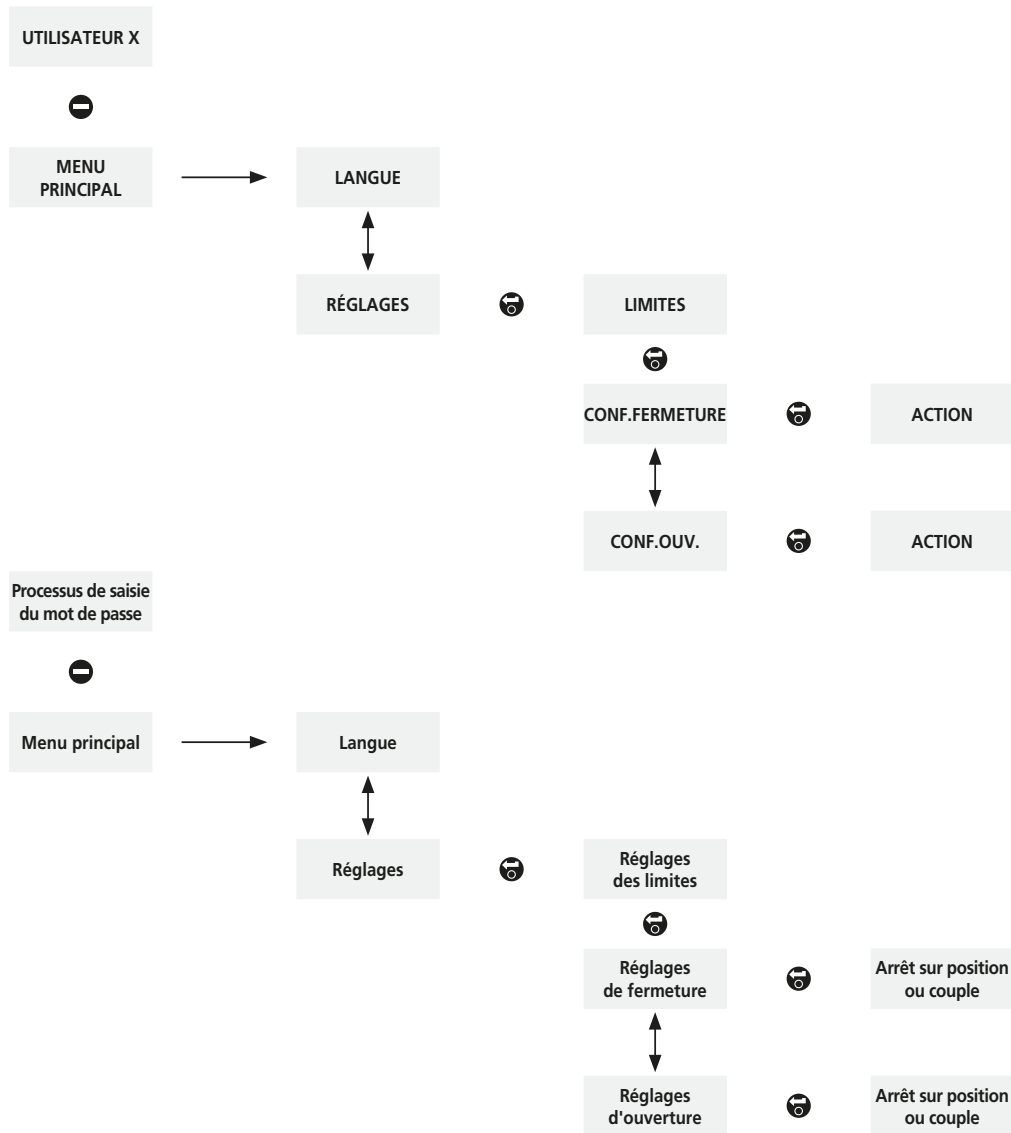 UTILISATEUR X
MENU
PRINCIPAL
LANGUE
RÉGLAGES
LIMITES
CONF.FERMETURE
ACTION
CONF.OUV.
ACTION
Processus de saisie
du mot de passe
Menu principal
Langue
Réglages
Réglages
des limites
Réglages
de fermeture
Arrêt sur position
ou couple
Réglages
d'ouverture
Arrêt sur position
ou couple